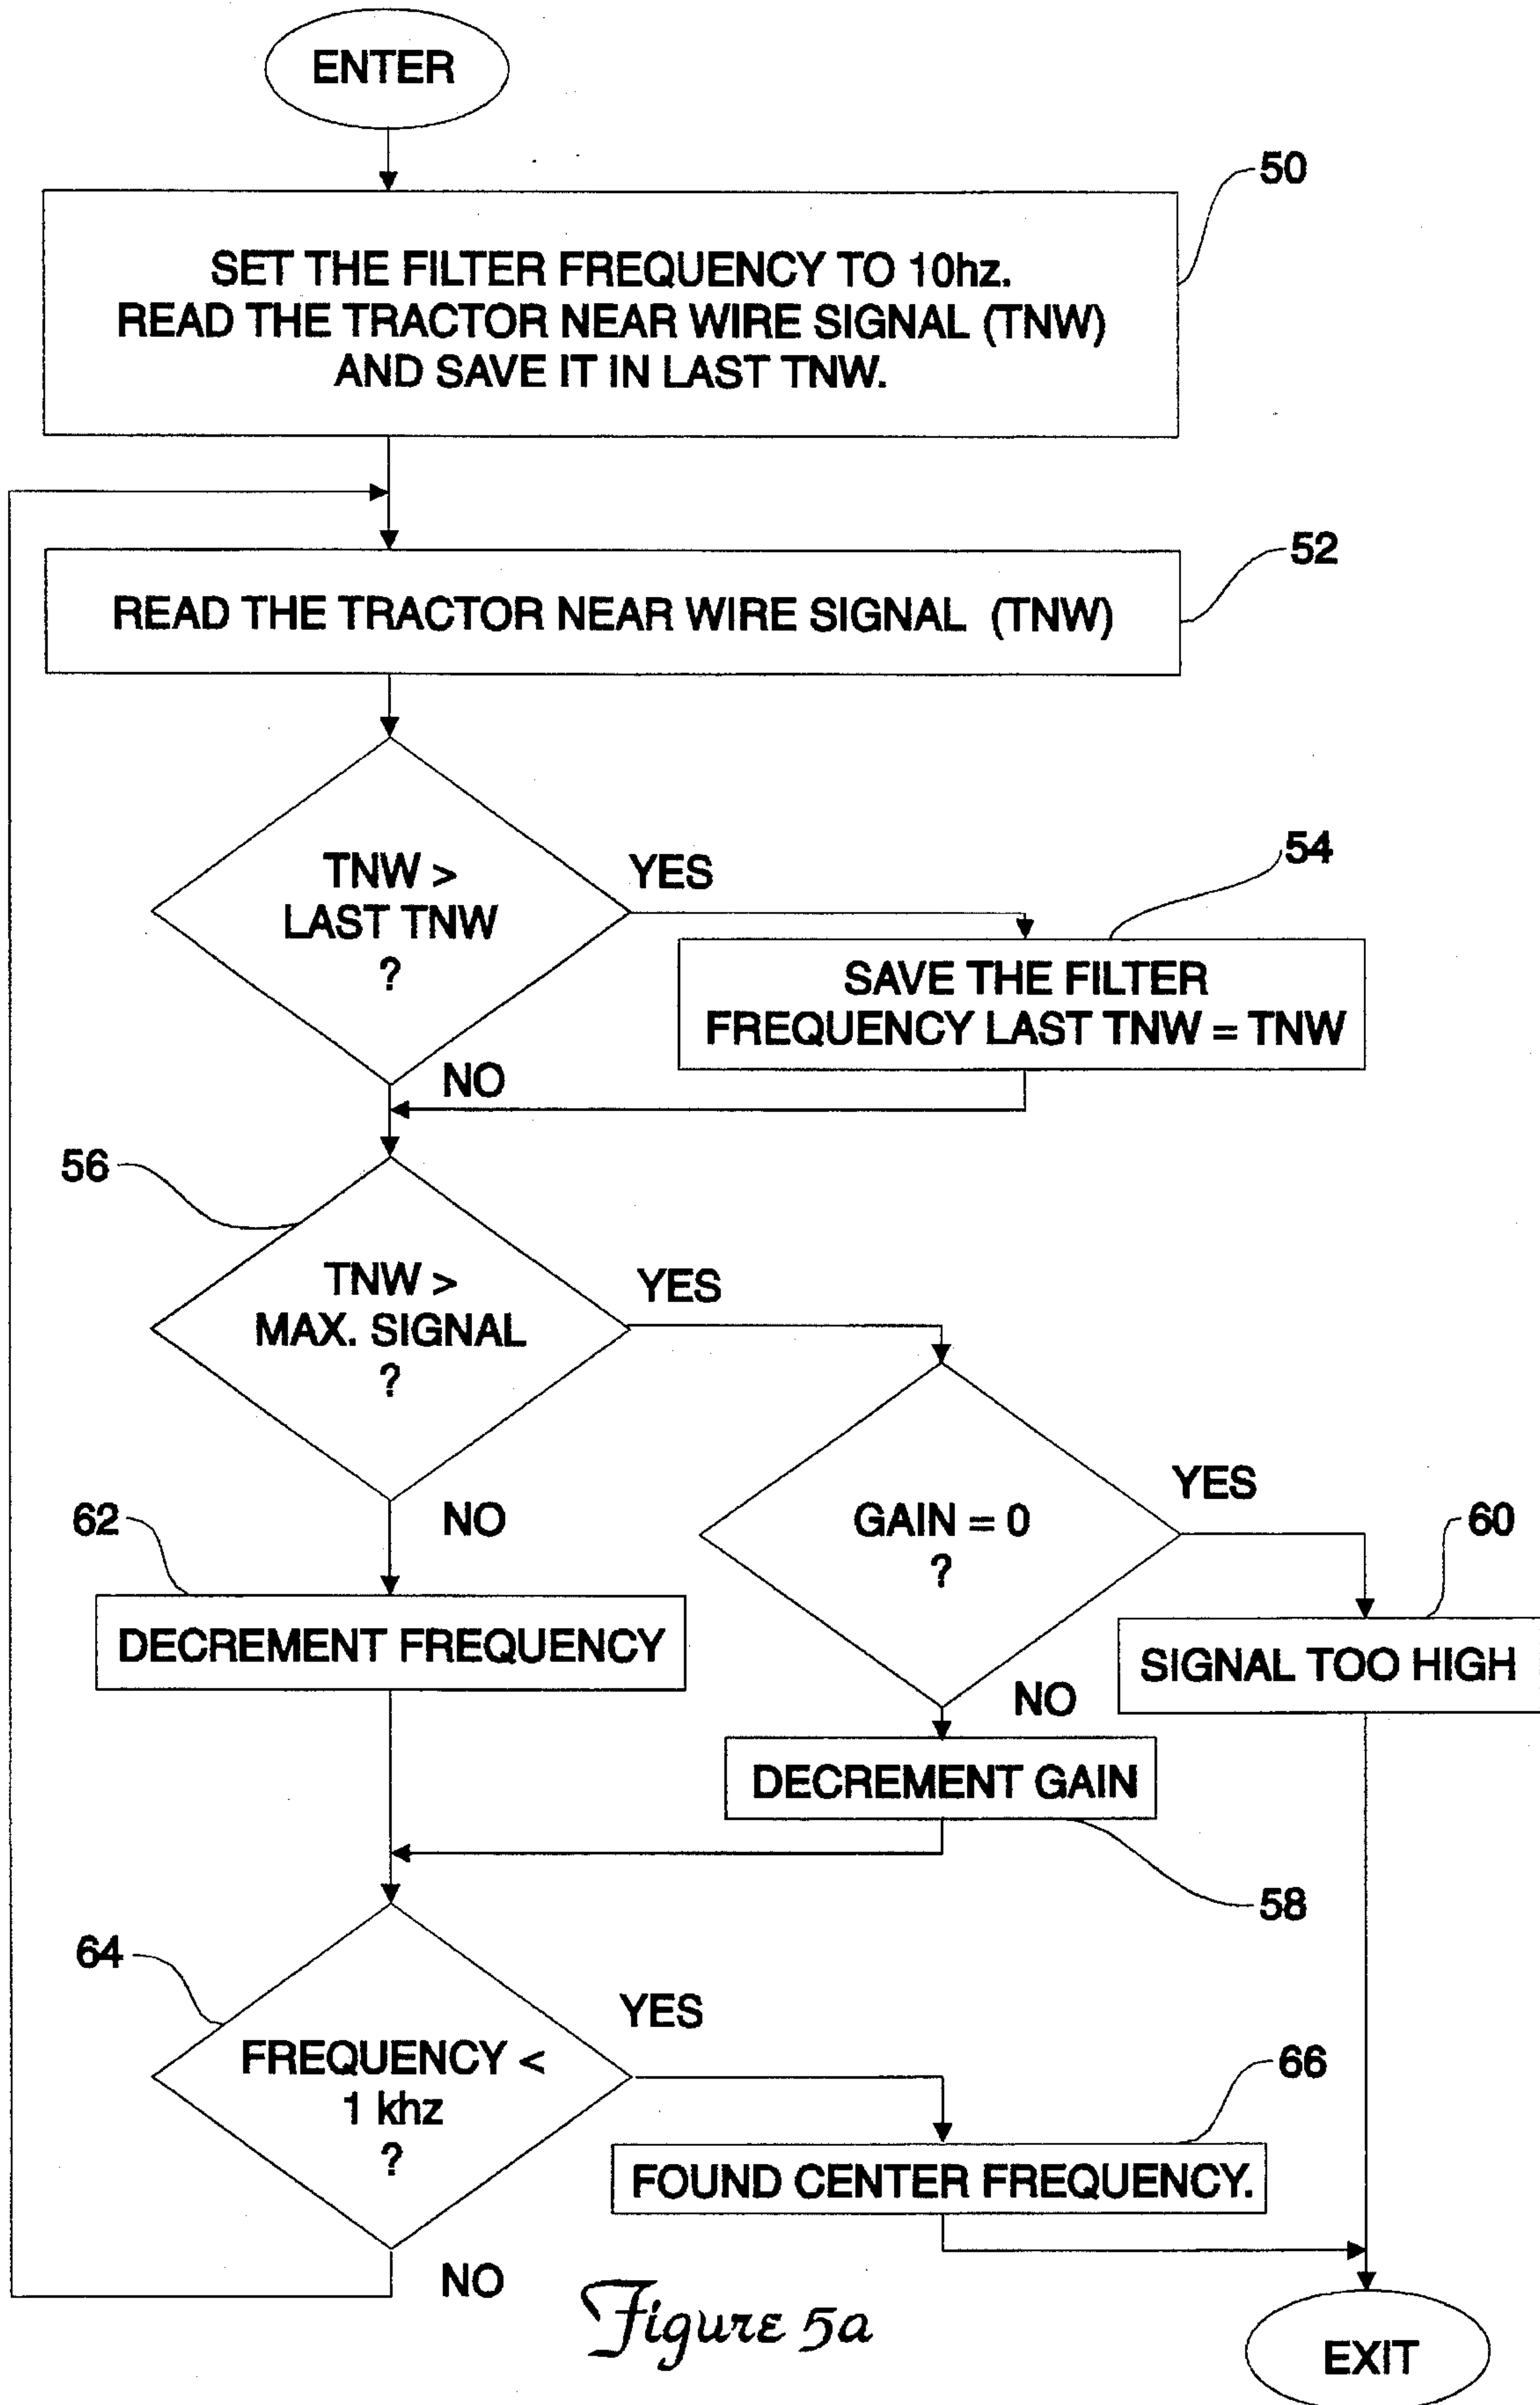 ENTER
50
SET THE FILTER FREQUENCY TO 10hz.
READ THE TRACTOR NEAR WIRE SIGNAL (TNW)
AND SAVE IT IN LAST TNW.
52
READ THE TRACTOR NEAR WIRE SIGNAL (TNW)
TNW >
LAST TNW
?
YES
54
SAVE THE FILTER
FREQUENCY LAST TNW = TNW
NO
56
TNW >
MAX. SIGNAL
?
YES
NO
GAIN = 0
?
YES
60
SIGNAL TOO HIGH
62
DECREMENT FREQUENCY
NO
DECREMENT GAIN
58
64
FREQUENCY <
1 khz
?
YES
66
FOUND CENTER FREQUENCY.
NO
Figure 5a
EXIT